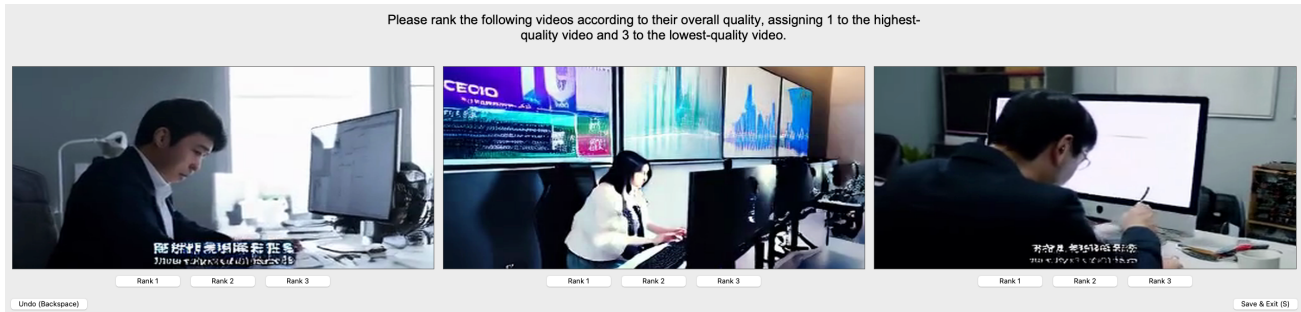 Please rank the following videos according to their overall quality, assigning 1 to the highest-
quality video and 3 to the lowest-quality video.
CECIO
Rank 1 Rank 2 Rank 3
Rank 1 Rank 2 Rank 3
Rank 1 Rank 2 Rank 3
Undo (Backspace)
Save & Exit (S)